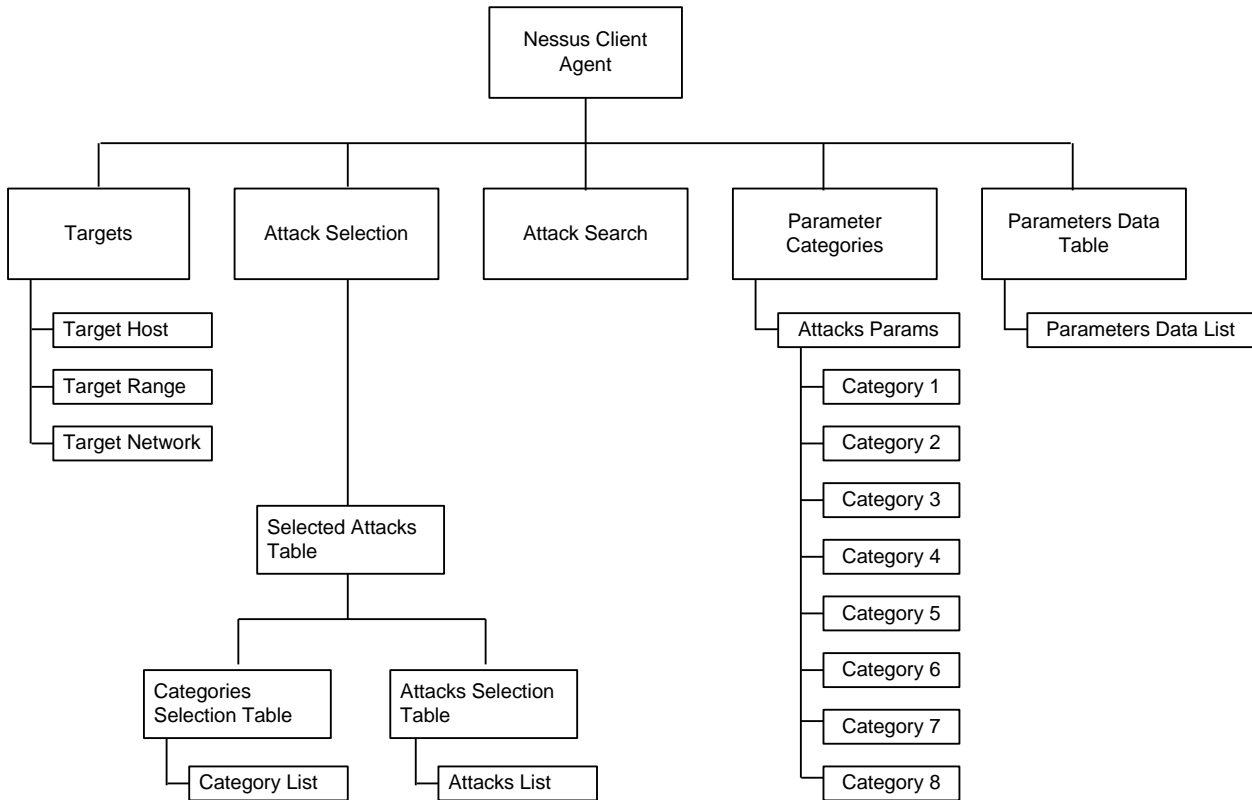 Nessus Client
Agent
Targets
Attack Selection
Attack Search
Parameter
Categories
Parameters Data
Table
Target Host
Target Range
Target Network
Attacks Params
Parameters Data List
Category 1
Category 2
Category 3
Category 4
Category 5
Category 6
Category 7
Category 8
Selected Attacks
Table
Categories
Selection Table
Attacks Selection
Table
Category List
Attacks List